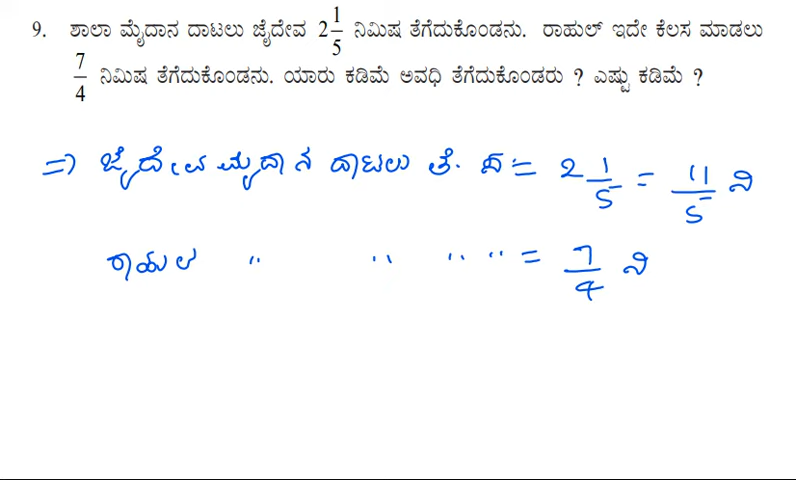 9. ಶಾಲಾ ಮೈದಾನ ದಾಟಲು ಜೈದೇವ 2 1/5 ನಿಮಿಷ ತೆಗೆದುಕೊಂಡನು. ರಾಹುಲ್ ಇದೇ ಕೆಲಸ ಮಾಡಲು
7/4 ನಿಮಿಷ ತೆಗೆದುಕೊಂಡನು. ಯಾರು ಕಡಿಮೆ ಅವಧಿ ತೆಗೆದುಕೊಂಡರು ? ಎಷ್ಟು ಕಡಿಮೆ ?
=> ಜೈದೇವ ಮೈದಾನ ದಾಟಲು ತೆ. ಅ = 2 1/5 = 11/5 ನಿ
ರಾಹುಲ " " " " = 7/4 ನಿ